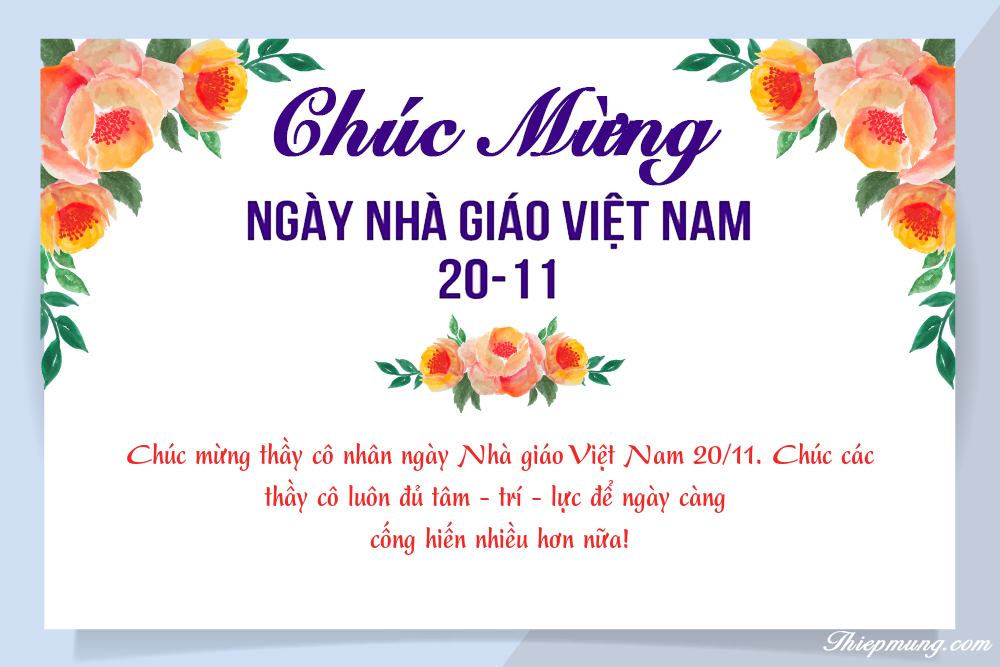 Chúc Mừng
NGÀY NHÀ GIÁO VIỆT NAM
20-11
Chúc mừng thầy cô nhân ngày Nhà giáo Việt Nam 20/11. Chúc các
thầy cô luôn đủ tâm - trí - lực để ngày càng
cống hiến nhiều hơn nữa!
Thiepmung.com